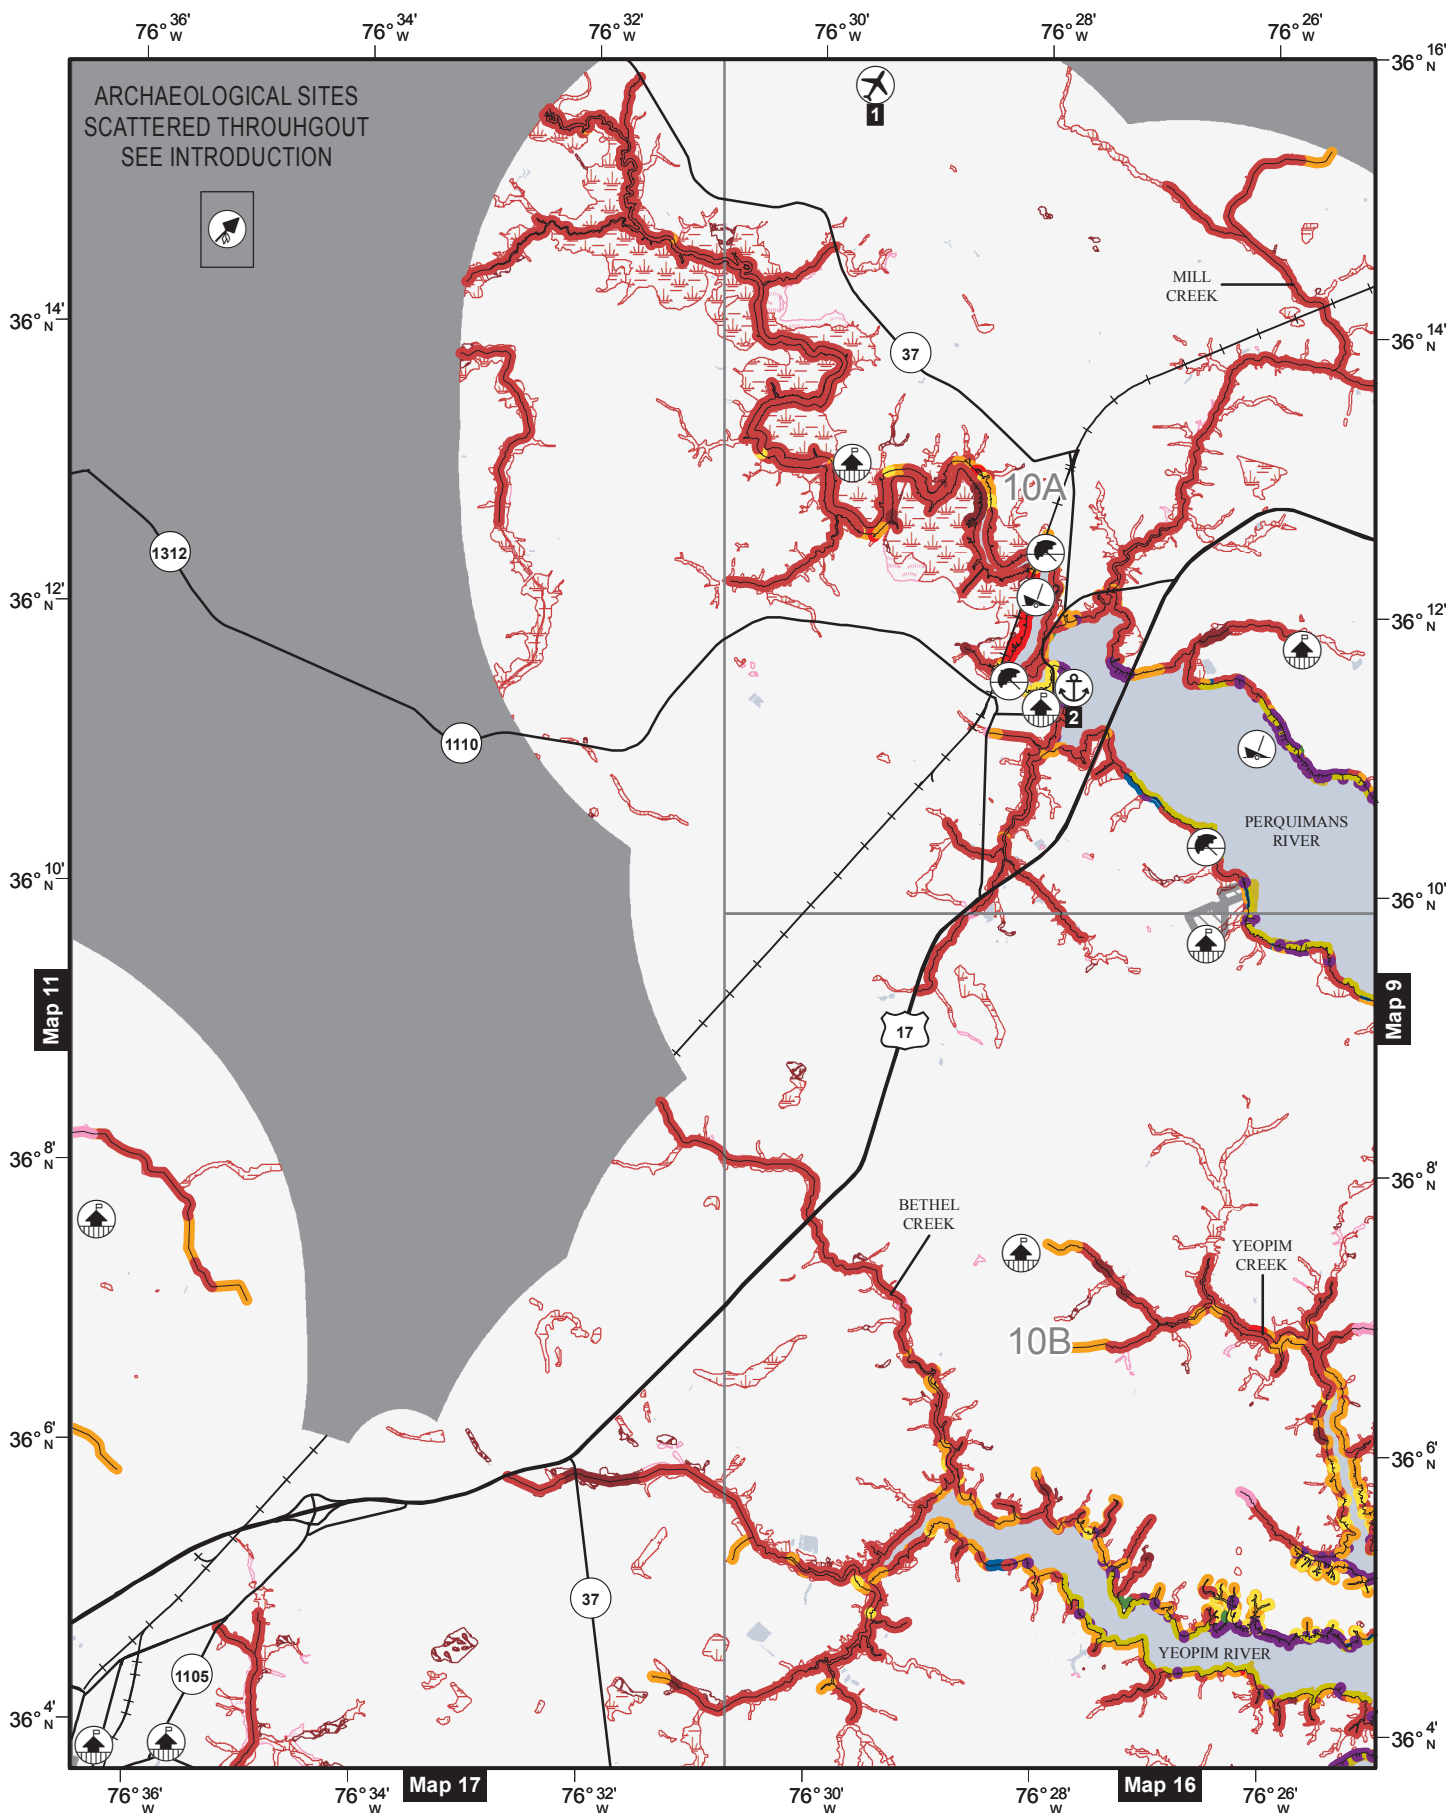 76° 36' W
76° 34' W
76° 32' W
76° 30' W
76° 28' W
76° 26' W
36° 16' N
ARCHAEOLOGICAL SITES
SCATTERED THROUHGOUT
SEE INTRODUCTION
1
MILL
CREEK
36° 14' N
36° 14' N
37
10A
1312
36° 12' N
36° 12' N
2
1110
PERQUIMANS
RIVER
36° 10' N
36° 10' N
Map 11
Map 9
17
36° 8' N
36° 8' N
BETHEL
CREEK
YEOPIM
CREEK
10B
36° 6' N
36° 6' N
37
YEOPIM RIVER
1105
36° 4' N
36° 4' N
76° 36' W
76° 34' W
Map 17
76° 32' W
76° 30' W
76° 28' W
Map 16
76° 26' W